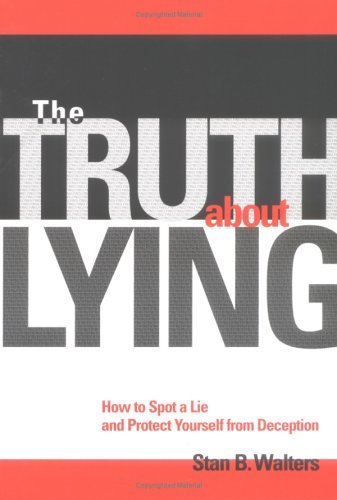 The
TRUTH
about
LYING
How to Spot a Lie
and Protect Yourself from Deception
Stan B. Walters